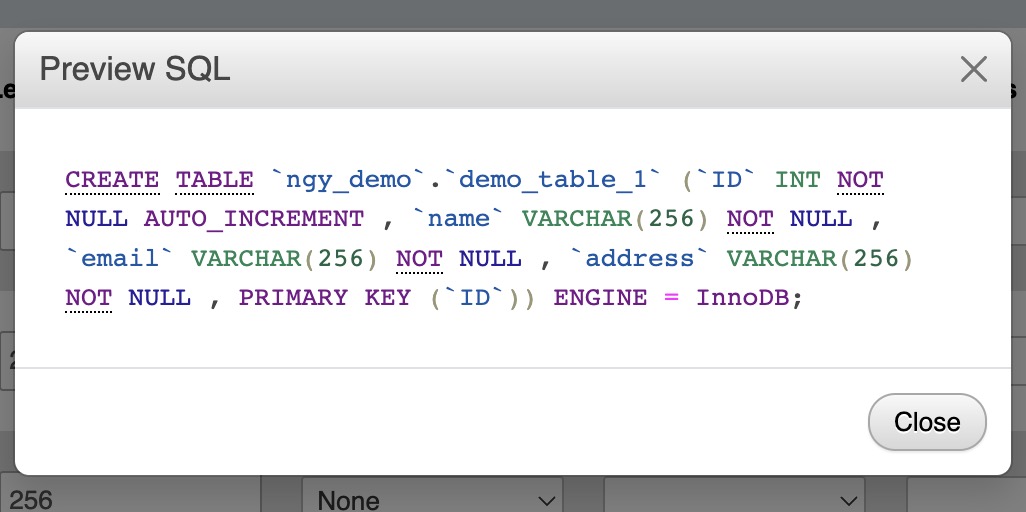 Preview SQL
CREATE TABLE `ngy_demo`.`demo_table_1` (`ID` INT NOT
NULL AUTO_INCREMENT , `name` VARCHAR(256) NOT NULL ,
`email` VARCHAR(256) NOT NULL , `address` VARCHAR(256)
NOT NULL , PRIMARY KEY (`ID`)) ENGINE = InnoDB;
Close
256 None